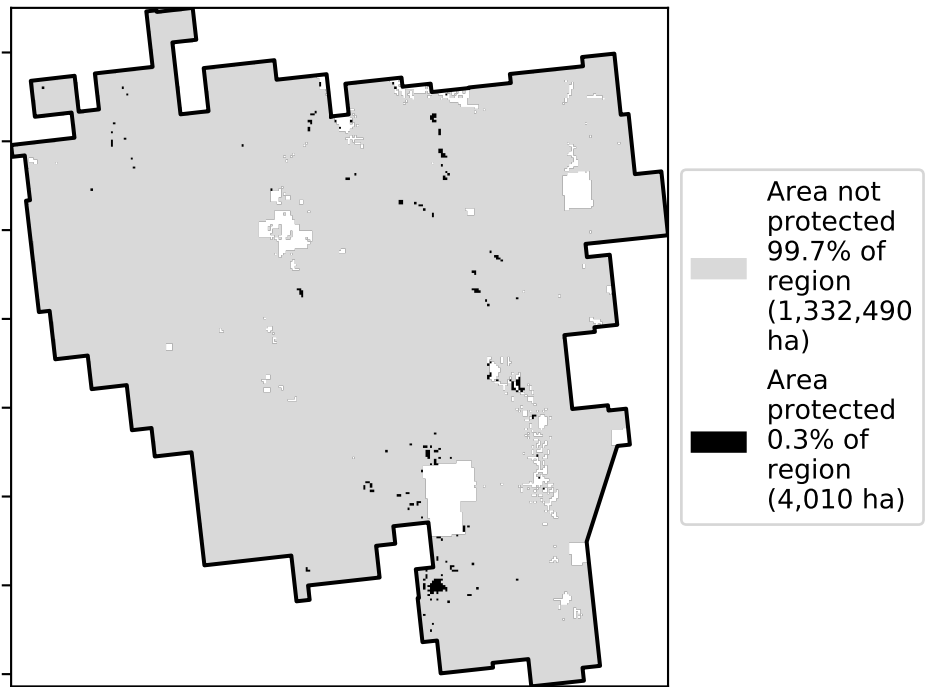 Area not
protected
99.7% of
region
(1,332,490
ha)
Area
protected
0.3% of
region
(4,010 ha)